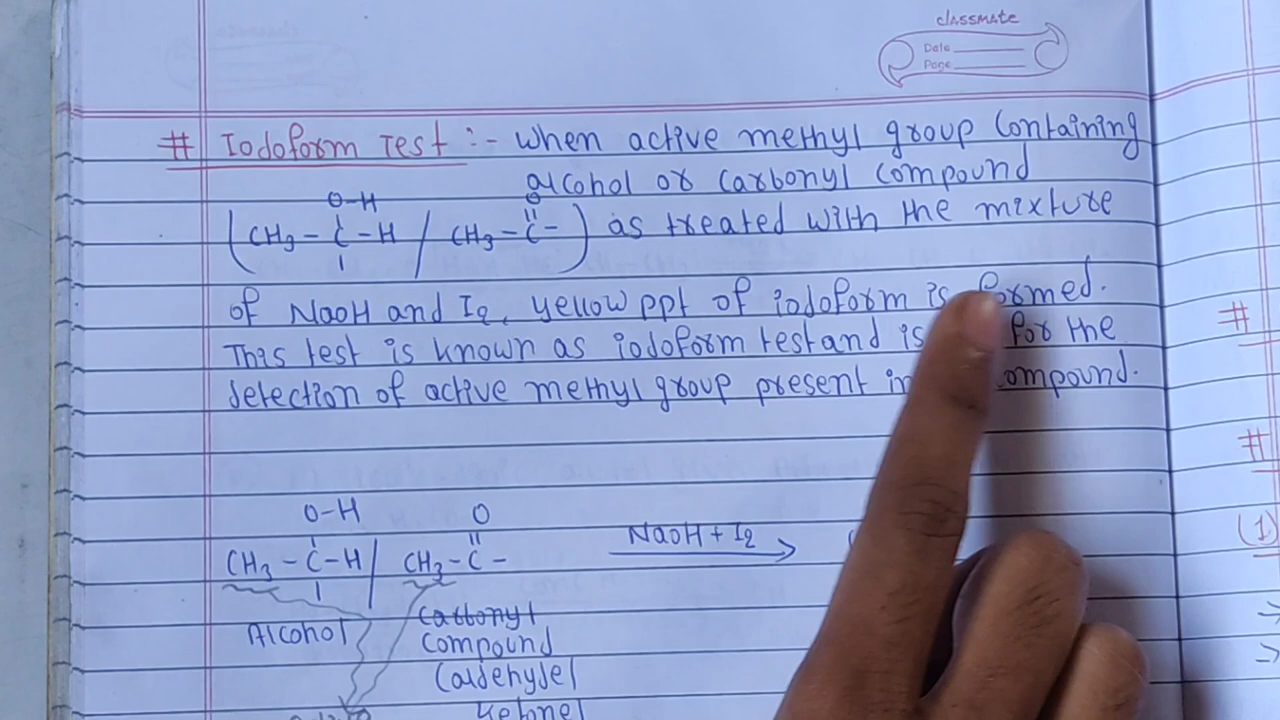 classmate
Date
Page
# Iodoform Test :- When active methyl group containing
alcohol or carbonyl compound
O-H O
(CH3 - C - H / CH3 - C -) as treated with the mixture
of NaOH and I2, yellow ppt of iodoform is formed.
This test is known as iodoform test and is for the
detection of active methyl group present in compound.
O-H O
CH3 - C - H / CH3 - C - NaOH + I2
Alcohol
Carbonyl
compound
(aldehyde/
Ketone/
#
#
(1)